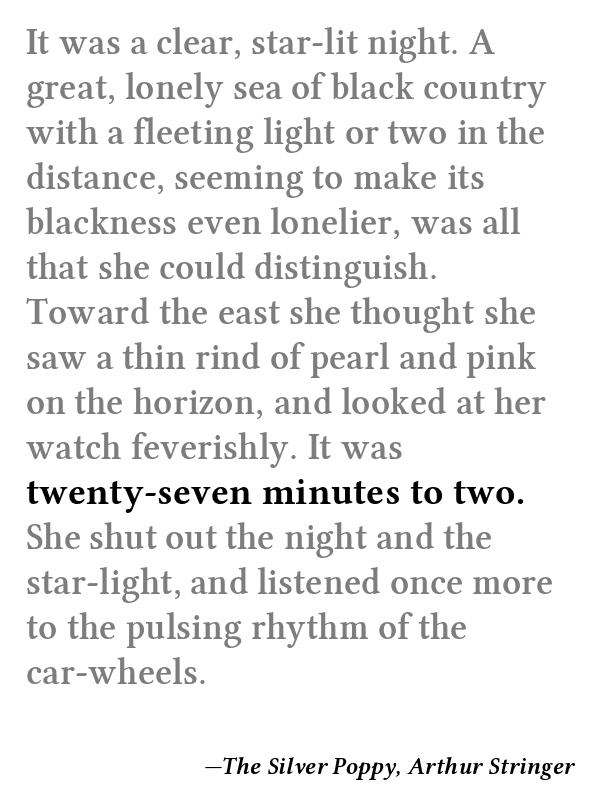 It was a clear, star-lit night. A
great, lonely sea of black country
with a fleeting light or two in the
distance, seeming to make its
blackness even lonelier, was all
that she could distinguish.
Toward the east she thought she
saw a thin rind of pearl and pink
on the horizon, and looked at her
watch feverishly. It was
twenty-seven minutes to two.
She shut out the night and the
star-light, and listened once more
to the pulsing rhythm of the
car-wheels.
—The Silver Poppy, Arthur Stringer